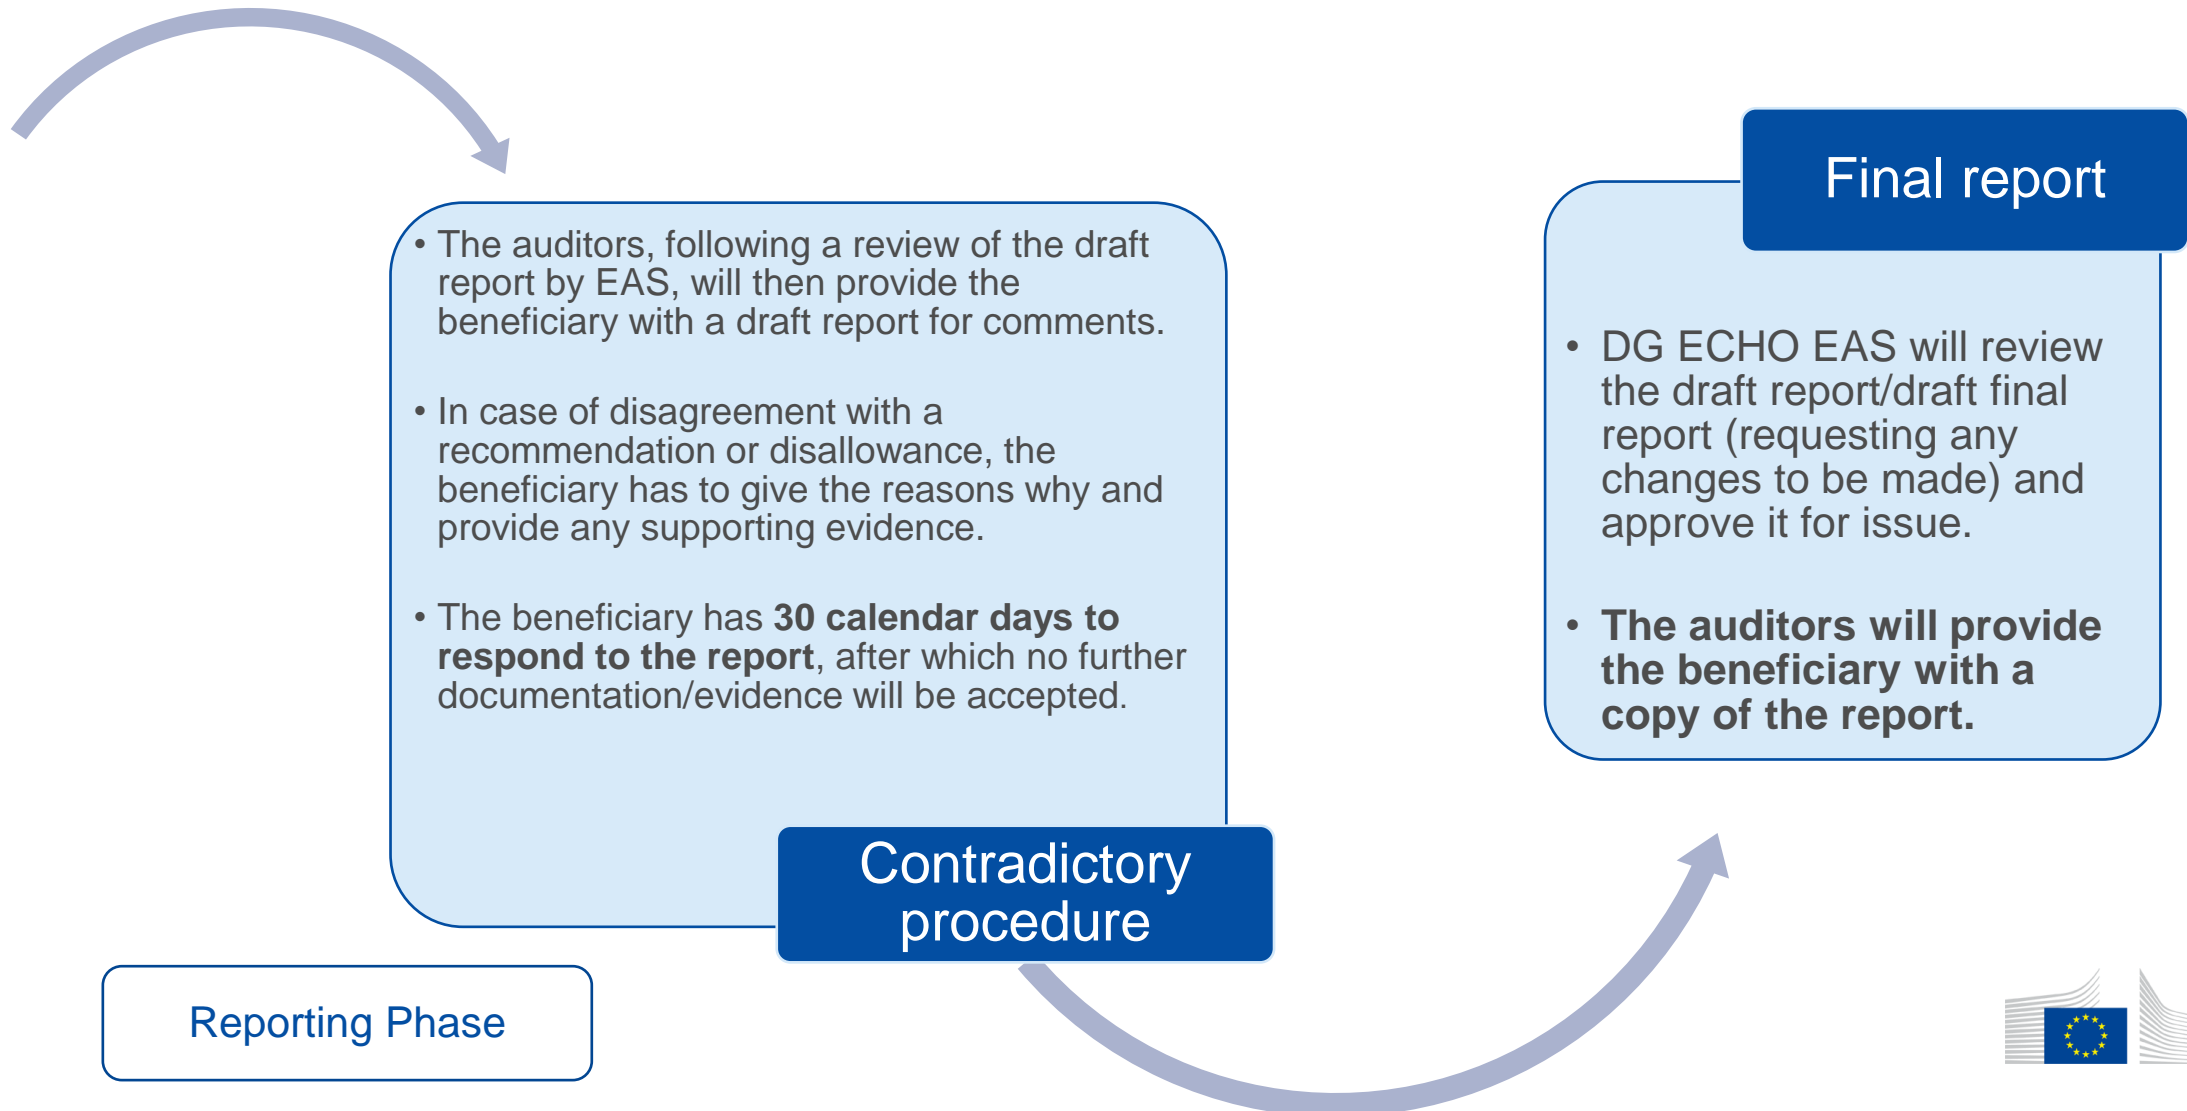 • The auditors, following a review of the draft
report by EAS, will then provide the
beneficiary with a draft report for comments.
• In case of disagreement with a
recommendation or disallowance, the
beneficiary has to give the reasons why and
provide any supporting evidence.
• The beneficiary has 30 calendar days to
respond to the report, after which no further
documentation/evidence will be accepted.
Contradictory
procedure
Final report
• DG ECHO EAS will review
the draft report/draft final
report (requesting any
changes to be made) and
approve it for issue.
• The auditors will provide
the beneficiary with a
copy of the report.
Reporting Phase